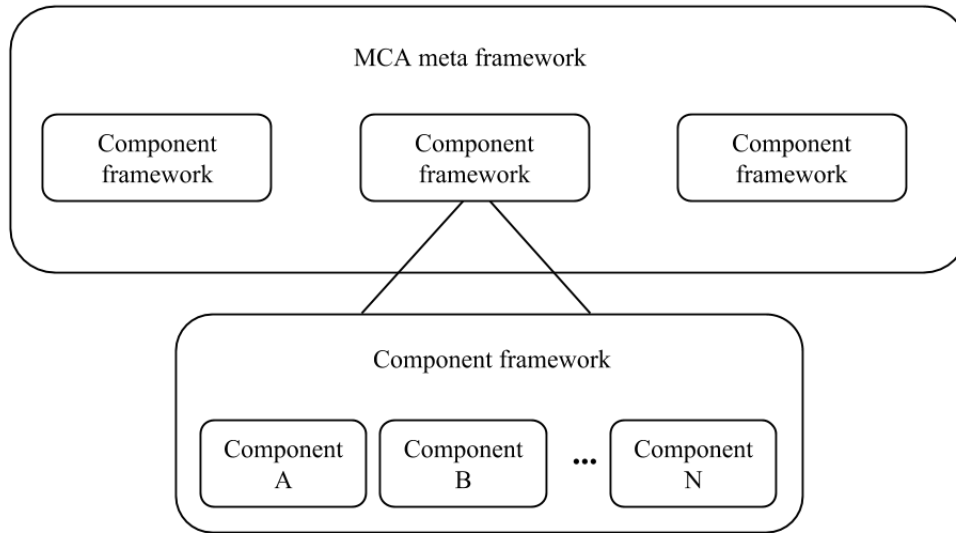 MCA meta framework
Component
framework
Component
framework
Component
framework
Component framework
Component
A
Component
B
...
Component
N